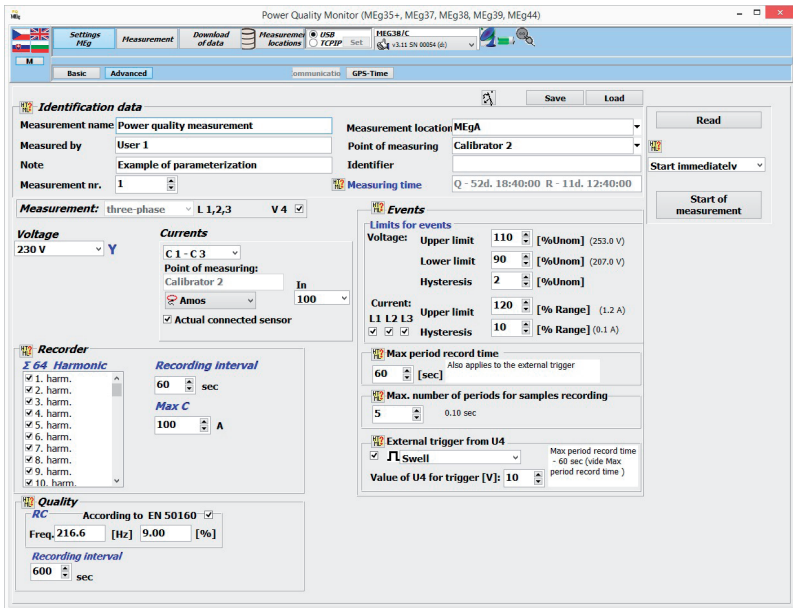 Power Quality Monitor (MEg35+, MEg37, MEg38, MEg39, MEg44)
Settings MEg
Measurement
Download of data
Measuremen locations
USB
TCPIP
Set
MEG38/C
v3.11 SN 00054 (dc)
M
Basic
Advanced
ommunicatio
GPS-Time
Save
Load
Identification data
Measurement name Power quality measurement
Measurement location MEgA
Measured by User 1
Point of measuring Calibrator 2
Note Example of parameterization
Identifier
Measurement nr. 1
Measuring time Q - 52d. 18:40:00 R - 11d. 12:40:00
Read
Start immediately
Start of measurement
Measurement: three-phase L 1,2,3 V 4
Voltage
230 V Y
Currents
C 1 - C 3
Point of measuring:
Calibrator 2
In
Amos 100
Actual connected sensor
Events
Limits for events
Voltage: Upper limit 110 [%Unom] (253.0 V)
Lower limit 90 [%Unom] (207.0 V)
Hysteresis 2 [%Unom]
Current:
Upper limit 120 [% Range] (1.2 A)
L1 L2 L3
Hysteresis 10 [% Range] (0.1 A)
Recorder
Σ 64 Harmonic
1. harm.
2. harm.
3. harm.
4. harm.
5. harm.
6. harm.
7. harm.
8. harm.
9. harm.
10. harm.
Recording interval
60 sec
Max C
100 A
Max period record time
60 [sec]
Also applies to the external trigger
Max. number of periods for samples recording
5 0.10 sec
External trigger from U4
Swell
Value of U4 for trigger [V]: 10
Max period record time
- 60 sec (vide Max
period record time )
Quality
RC According to EN 50160
Freq. 216.6 [Hz] 9.00 [%]
Recording interval
600 sec